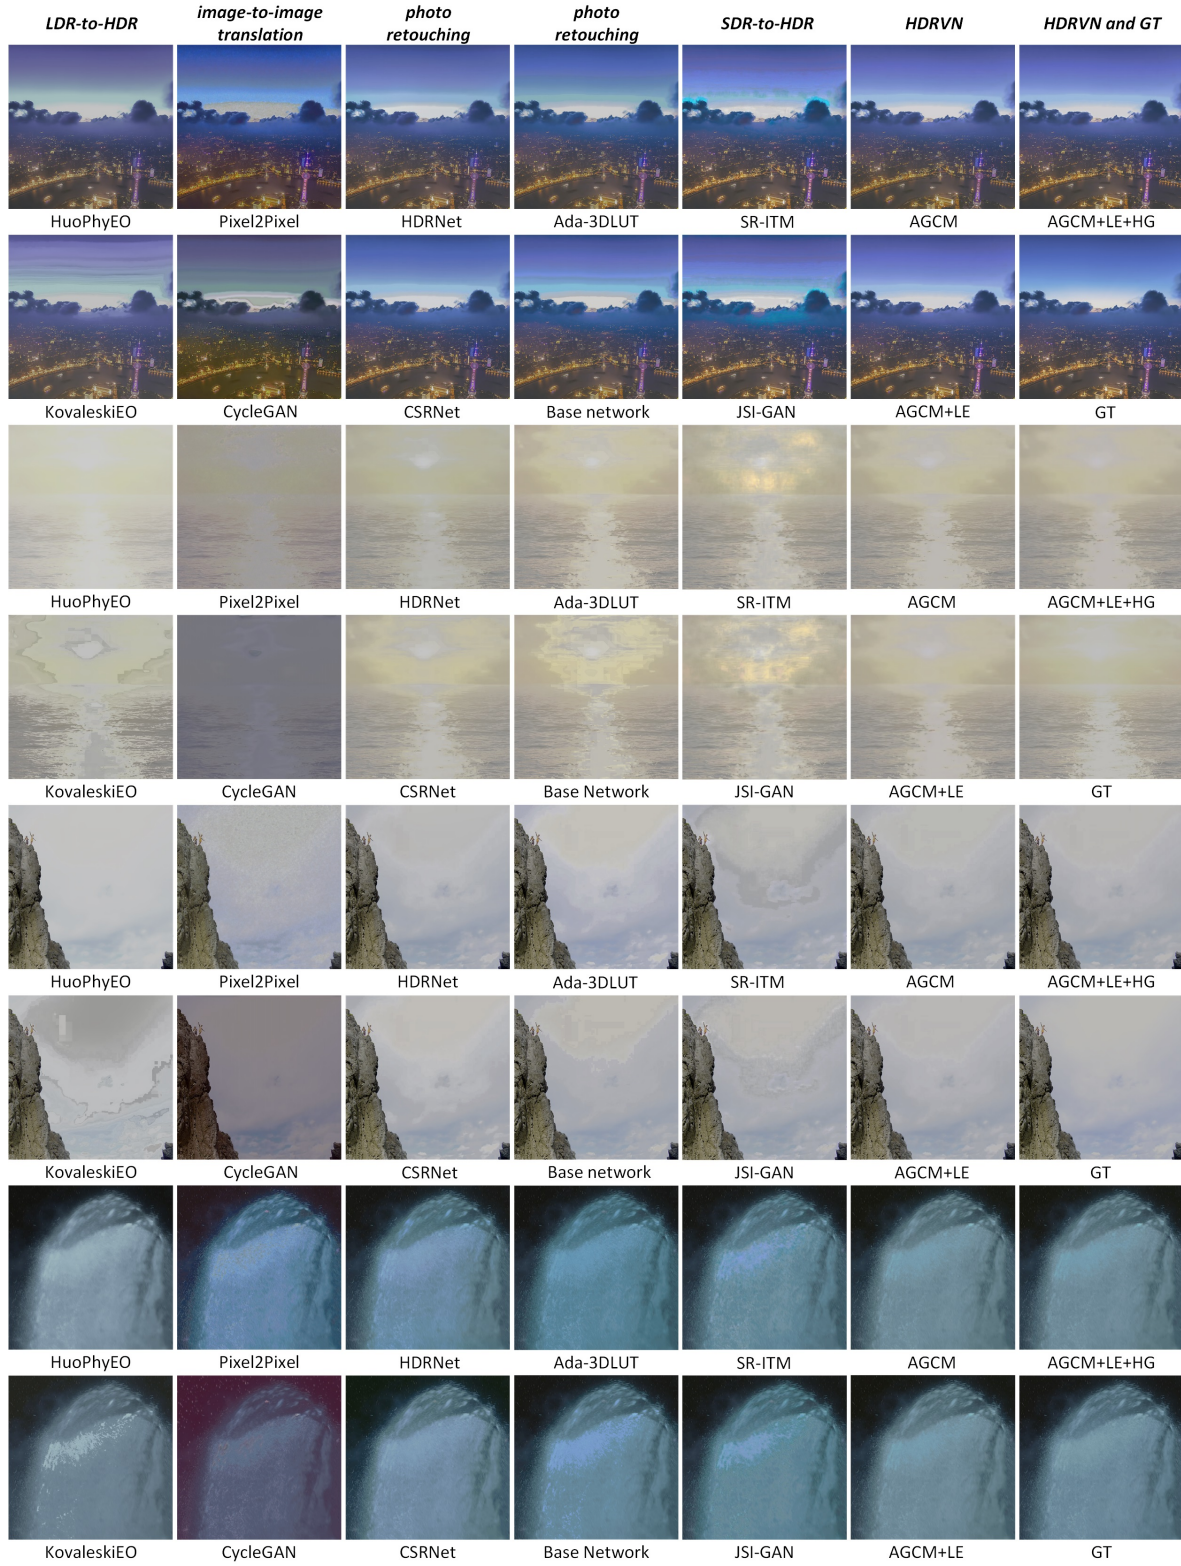 LDR-to-HDR
image-to-image
translation
photo
retouching
photo
retouching
SDR-to-HDR
HDRVN
HDRVN and GT
HuoPhyEO Pixel2Pixel HDRNet Ada-3DLUT SR-ITM AGCM AGCM+LE+HG
KovaleskiEO CycleGAN CSRNet Base network JSI-GAN AGCM+LE GT
HuoPhyEO Pixel2Pixel HDRNet Ada-3DLUT SR-ITM AGCM AGCM+LE+HG
KovaleskiEO CycleGAN CSRNet Base Network JSI-GAN AGCM+LE GT
HuoPhyEO Pixel2Pixel HDRNet Ada-3DLUT SR-ITM AGCM AGCM+LE+HG
KovaleskiEO CycleGAN CSRNet Base network JSI-GAN AGCM+LE GT
HuoPhyEO Pixel2Pixel HDRNet Ada-3DLUT SR-ITM AGCM AGCM+LE+HG
KovaleskiEO CycleGAN CSRNet Base Network JSI-GAN AGCM+LE GT